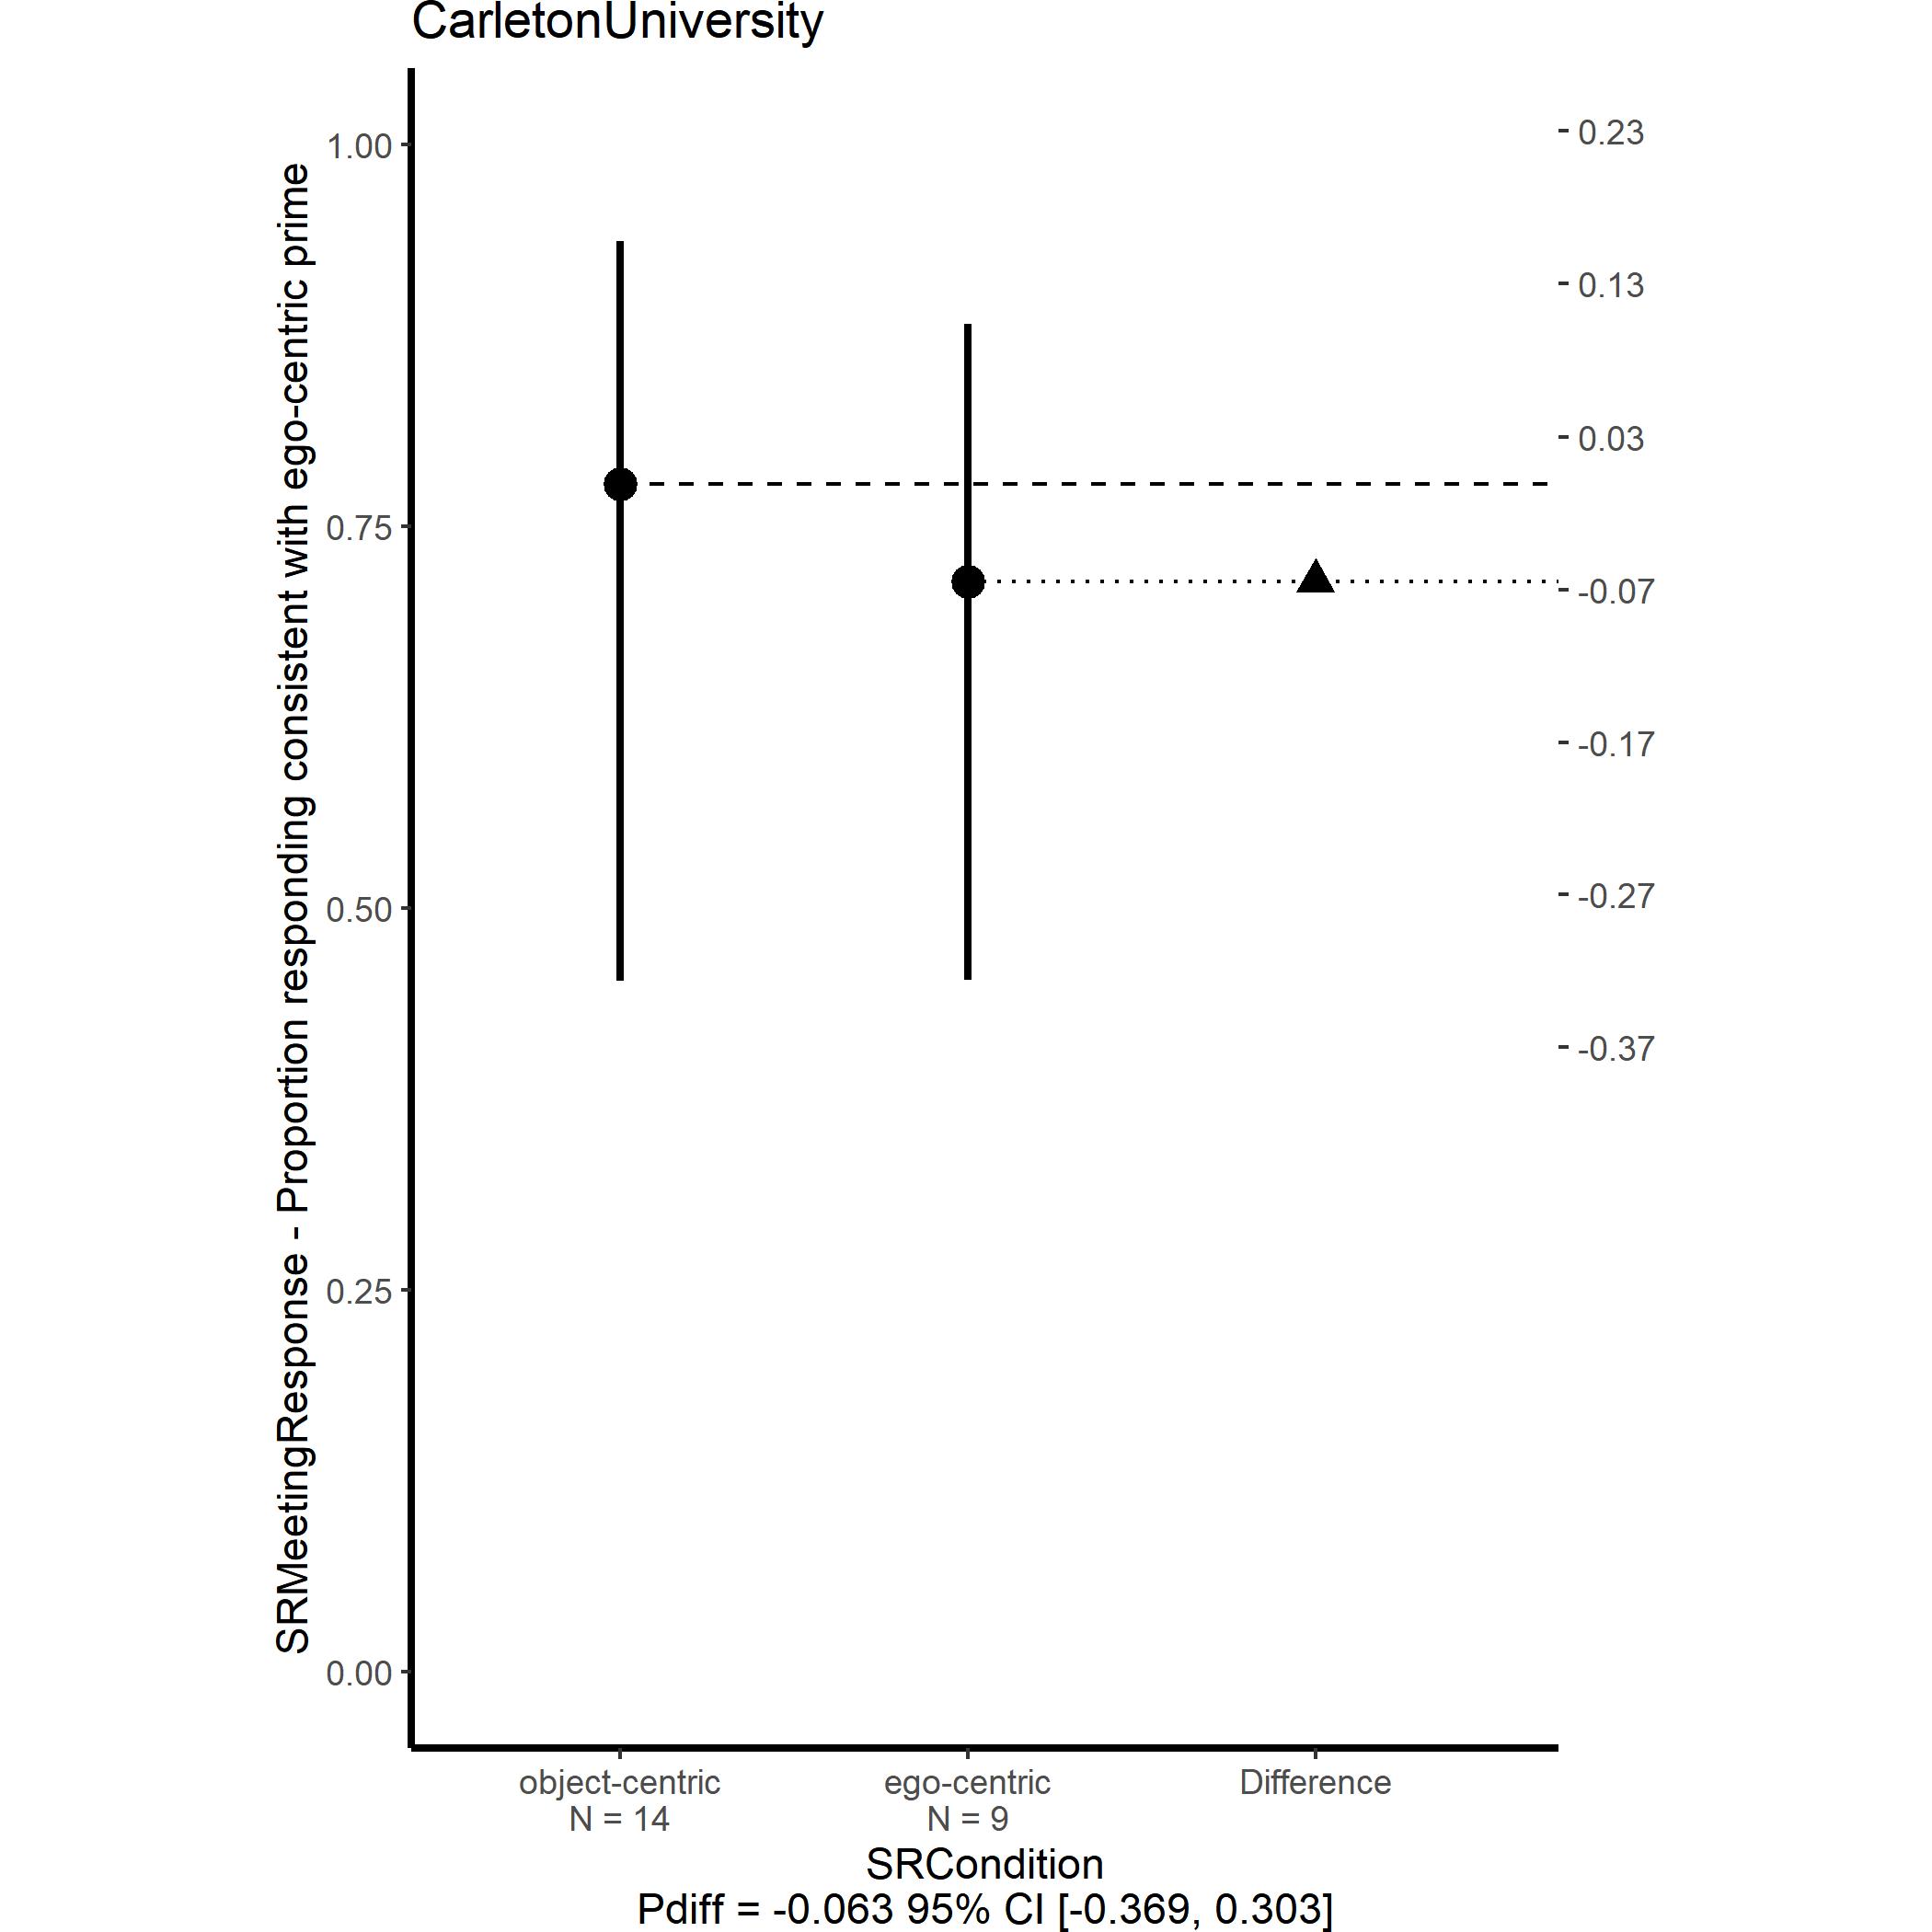 CarletonUniversity
SRMeetingResponse - Proportion responding consistent with ego-centric prime
1.00
0.75
0.50
0.25
0.00
0.23
0.13
0.03
-0.07
-0.17
-0.27
-0.37
object-centric
N = 14
ego-centric
N = 9
Difference
SRCondition
Pdiff = -0.063 95% CI [-0.369, 0.303]